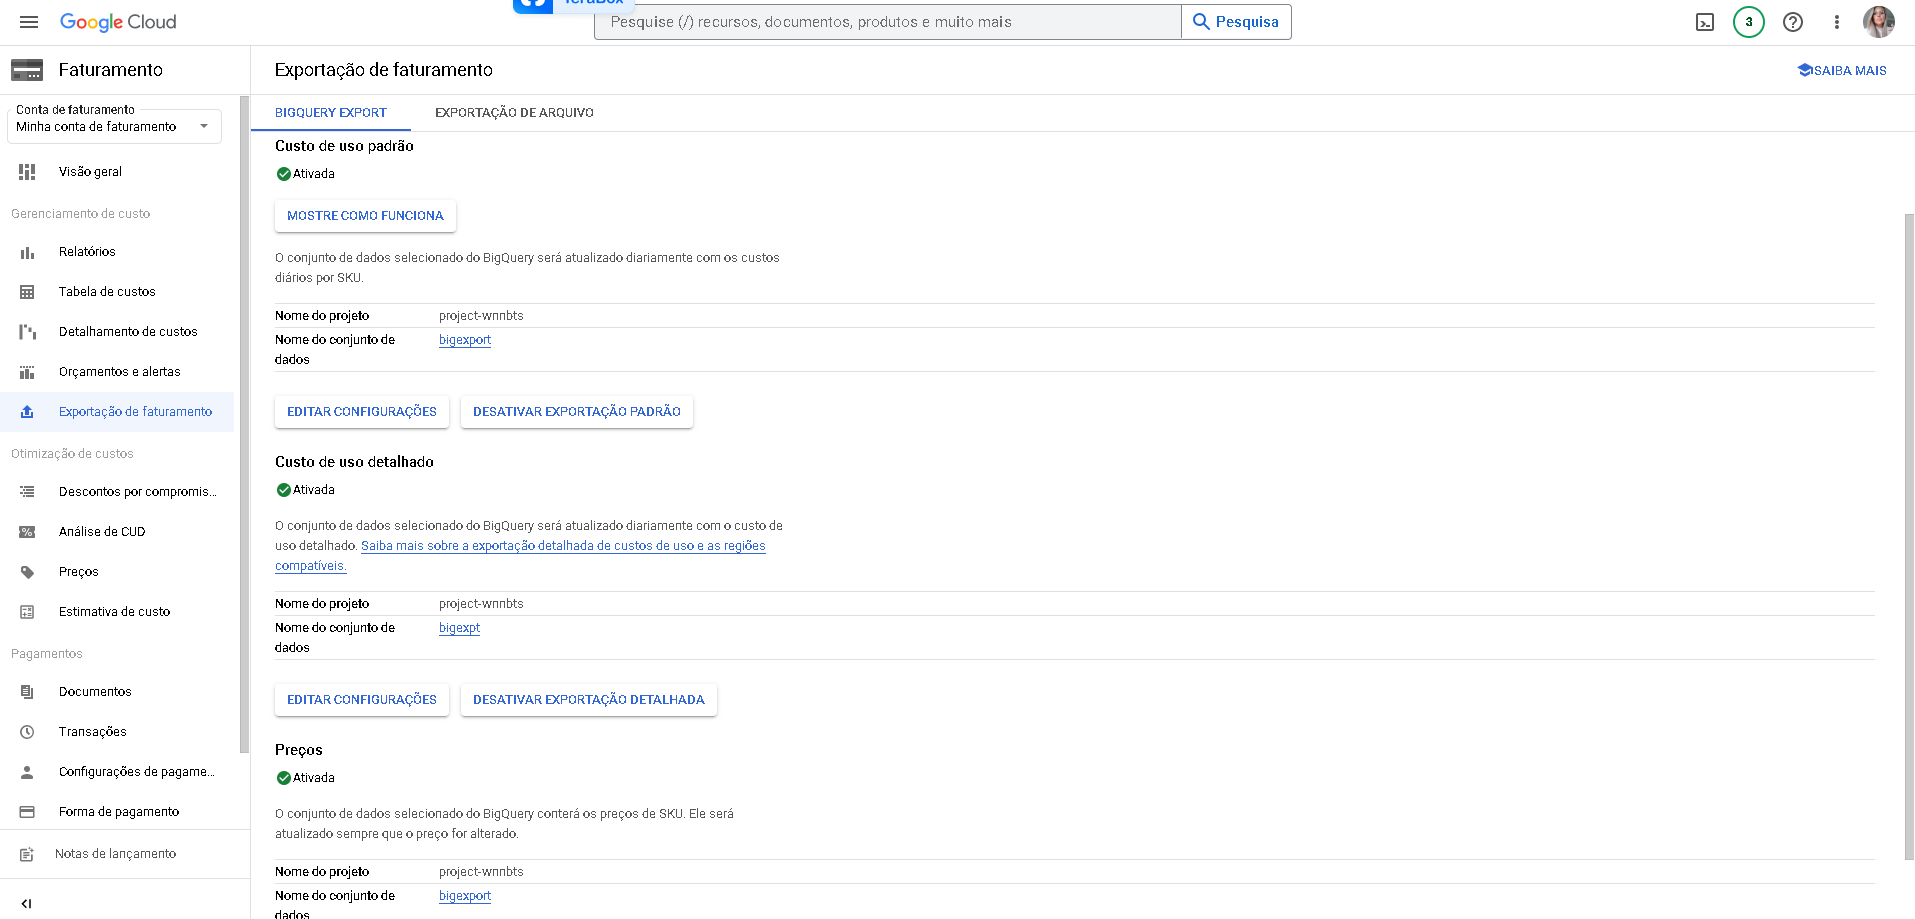 TeraBox
Google Cloud
Pesquise (/) recursos, documentos, produtos e muito mais
Pesquisa
3
Faturamento
Exportação de faturamento
SAIBA MAIS
Conta de faturamento
Minha conta de faturamento
BIGQUERY EXPORT
EXPORTAÇÃO DE ARQUIVO
Visão geral
Gerenciamento de custo
Relatórios
Tabela de custos
Detalhamento de custos
Orçamentos e alertas
Exportação de faturamento
Otimização de custos
Descontos por compromis...
Análise de CUD
Preços
Estimativa de custo
Pagamentos
Documentos
Transações
Configurações de pagame...
Forma de pagamento
Notas de lançamento
Custo de uso padrão
Ativada
MOSTRE COMO FUNCIONA
O conjunto de dados selecionado do BigQuery será atualizado diariamente com os custos
diários por SKU.
Nome do projeto
project-wnnbts
Nome do conjunto de
dados
bigexport
EDITAR CONFIGURAÇÕES
DESATIVAR EXPORTAÇÃO PADRÃO
Custo de uso detalhado
Ativada
O conjunto de dados selecionado do BigQuery será atualizado diariamente com o custo de
uso detalhado. Saiba mais sobre a exportação detalhada de custos de uso e as regiões
compatíveis.
Nome do projeto
project-wnnbts
Nome do conjunto de
dados
bigexpt
EDITAR CONFIGURAÇÕES
DESATIVAR EXPORTAÇÃO DETALHADA
Preços
Ativada
O conjunto de dados selecionado do BigQuery conterá os preços de SKU. Ele será
atualizado sempre que o preço for alterado.
Nome do projeto
project-wnnbts
Nome do conjunto de
dados
bigexport